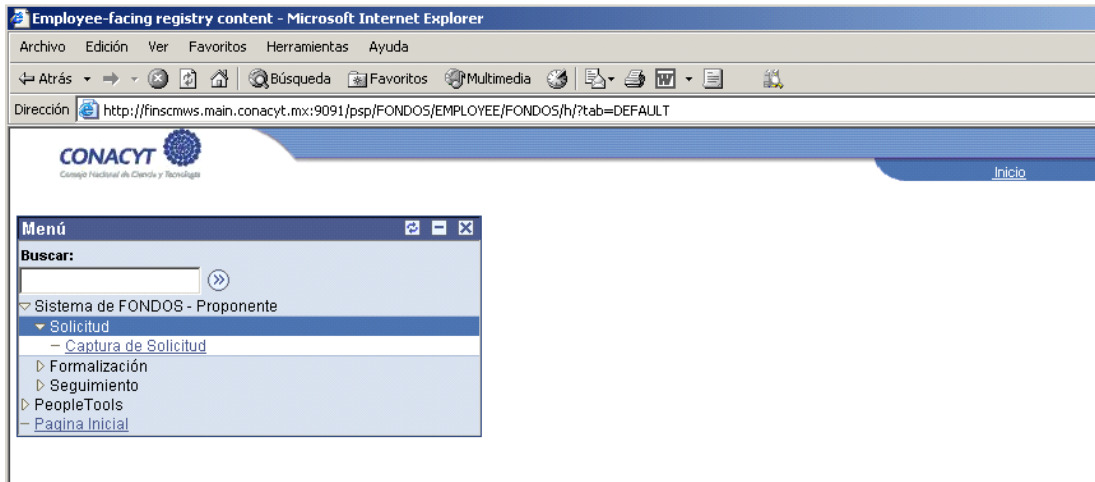 Employee-facing registry content - Microsoft Internet Explorer
Archivo Edición Ver Favoritos Herramientas Ayuda
Atrás Búsqueda Favoritos Multimedia
Dirección http://finscmws.main.conacyt.mx:9091/psp/FONDOS/EMPLOYEE/FONDOS/h/?tab=DEFAULT
CONACYT
Consejo Nacional de Ciencia y Tecnología
Inicio
Menú
Buscar:
Sistema de FONDOS - Proponente
Solicitud
Captura de Solicitud
Formalización
Seguimiento
PeopleTools
Pagina Inicial